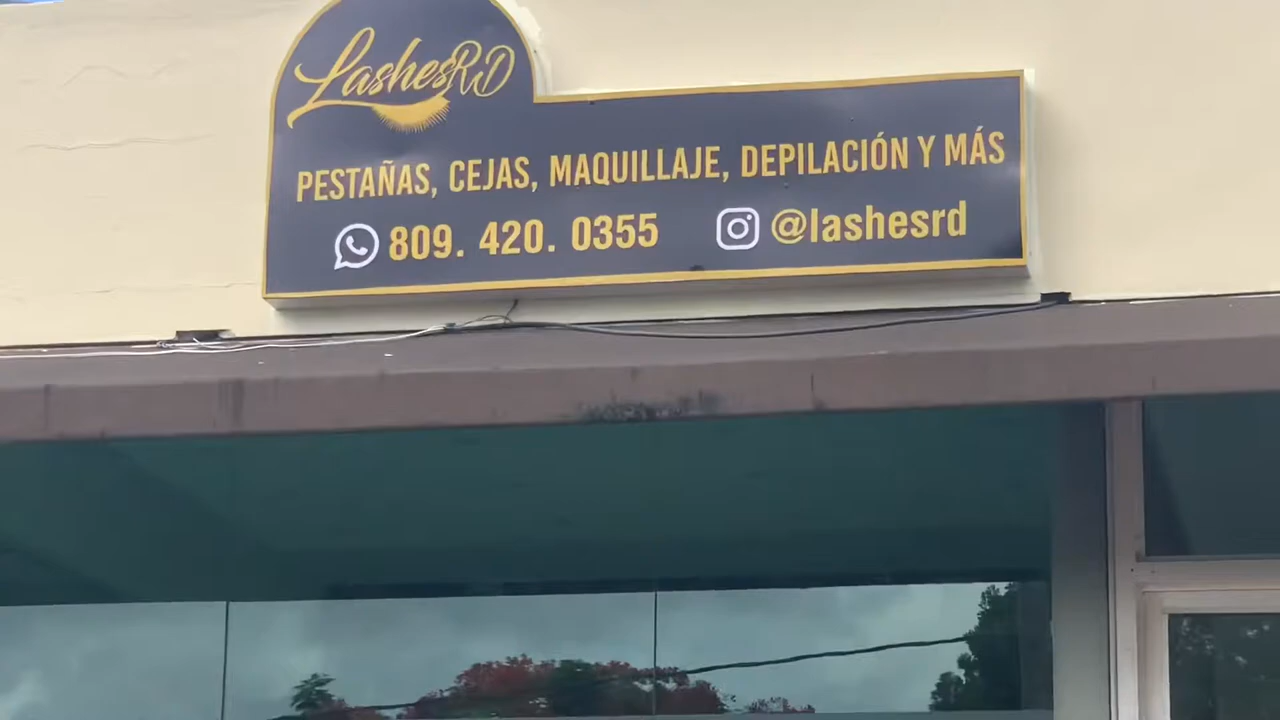 LashesRD
PESTAÑAS, CEJAS, MAQUILLAJE, DEPILACIÓN Y MÁS
809. 420. 0355 @lashesrd